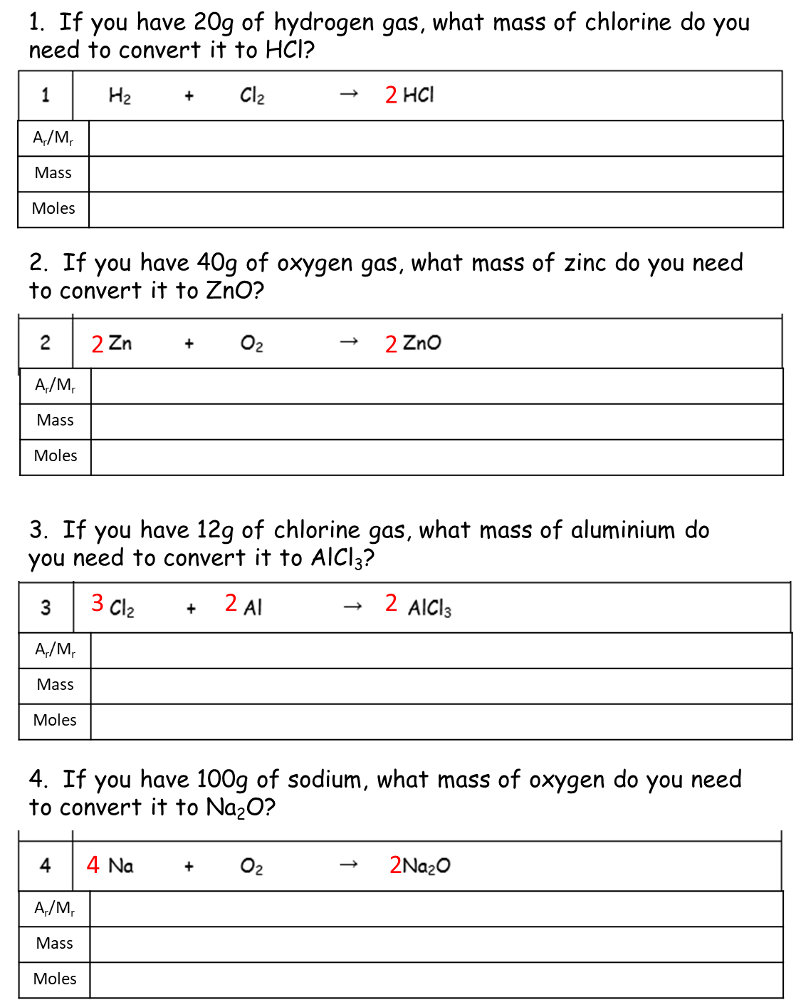 1. If you have 20g of hydrogen gas, what mass of chlorine do you
need to convert it to HCl?
1 H₂ + Cl₂ → 2 HCl
Aᵣ/Mᵣ
Mass
Moles
2. If you have 40g of oxygen gas, what mass of zinc do you need
to convert it to ZnO?
2 2 Zn + O₂ → 2 ZnO
Aᵣ/Mᵣ
Mass
Moles
3. If you have 12g of chlorine gas, what mass of aluminium do
you need to convert it to AlCl₃?
3 3 Cl₂ + 2 Al → 2 AlCl₃
Aᵣ/Mᵣ
Mass
Moles
4. If you have 100g of sodium, what mass of oxygen do you need
to convert it to Na₂O?
4 4 Na + O₂ → 2Na₂O
Aᵣ/Mᵣ
Mass
Moles